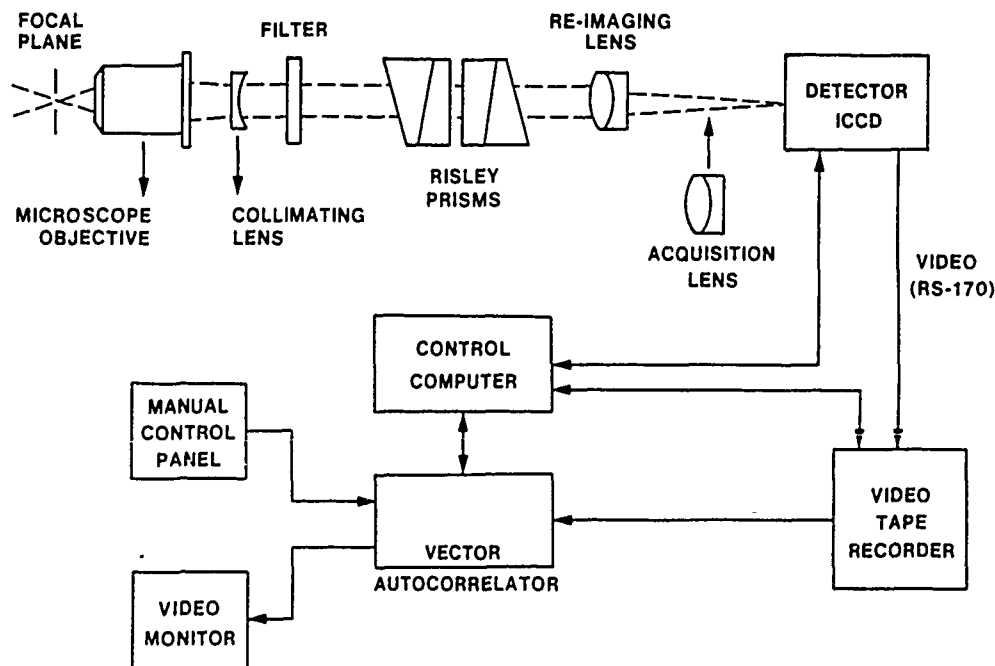 FOCAL
PLANE
FILTER
RE-IMAGING
LENS
DETECTOR
ICCD
RISLEY
PRISMS
MICROSCOPE
OBJECTIVE
COLLIMATING
LENS
ACQUISITION
LENS
VIDEO
(RS-170)
CONTROL
COMPUTER
MANUAL
CONTROL
PANEL
VECTOR
AUTOCORRELATOR
VIDEO
TAPE
RECORDER
VIDEO
MONITOR